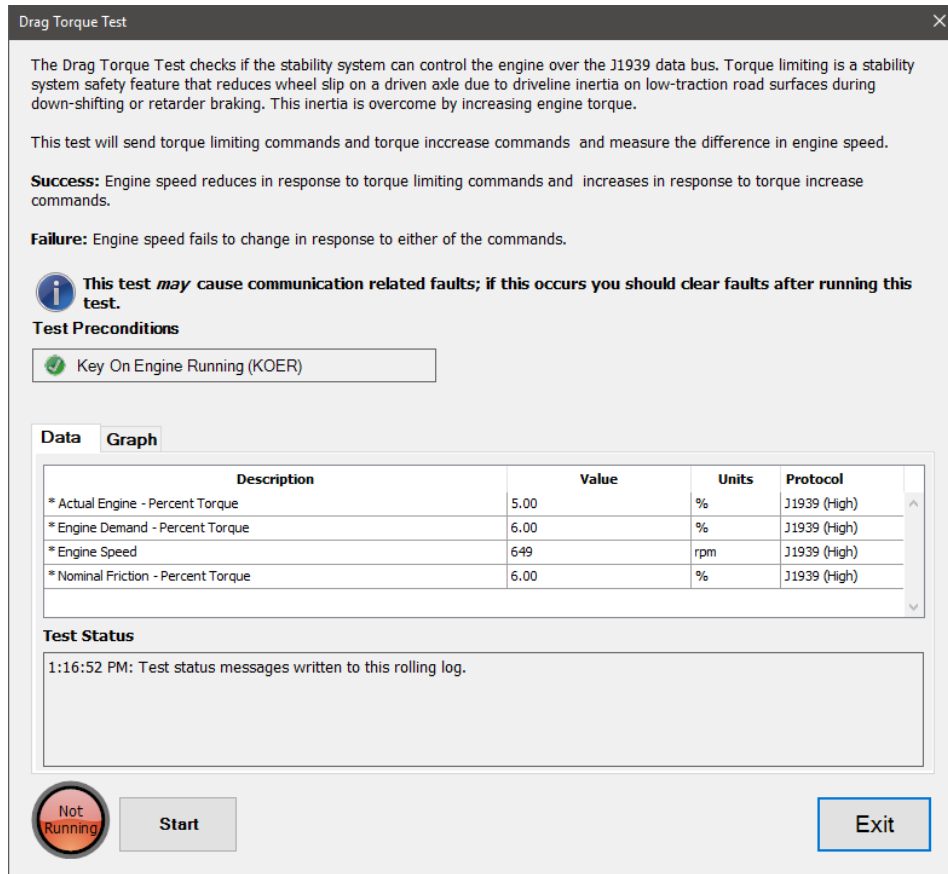 Drag Torque Test
The Drag Torque Test checks if the stability system can control the engine over the J1939 data bus. Torque limiting is a stability
system safety feature that reduces wheel slip on a driven axle due to driveline inertia on low-traction road surfaces during
down-shifting or retarder braking. This inertia is overcome by increasing engine torque.
This test will send torque limiting commands and torque inccrease commands  and measure the difference in engine speed.
Success: Engine speed reduces in response to torque limiting commands and  increases in response to torque increase
commands.
Failure: Engine speed fails to change in response to either of the commands.
This test may cause communication related faults; if this occurs you should clear faults after running this
test.
Test Preconditions
Key On Engine Running (KOER)
Data Graph
Description Value Units Protocol
* Actual Engine - Percent Torque 5.00 % J1939 (High)
* Engine Demand - Percent Torque 6.00 % J1939 (High)
* Engine Speed 649 rpm J1939 (High)
* Nominal Friction - Percent Torque 6.00 % J1939 (High)
Test Status
1:16:52 PM: Test status messages written to this rolling log.
Not
Running
Start
Exit